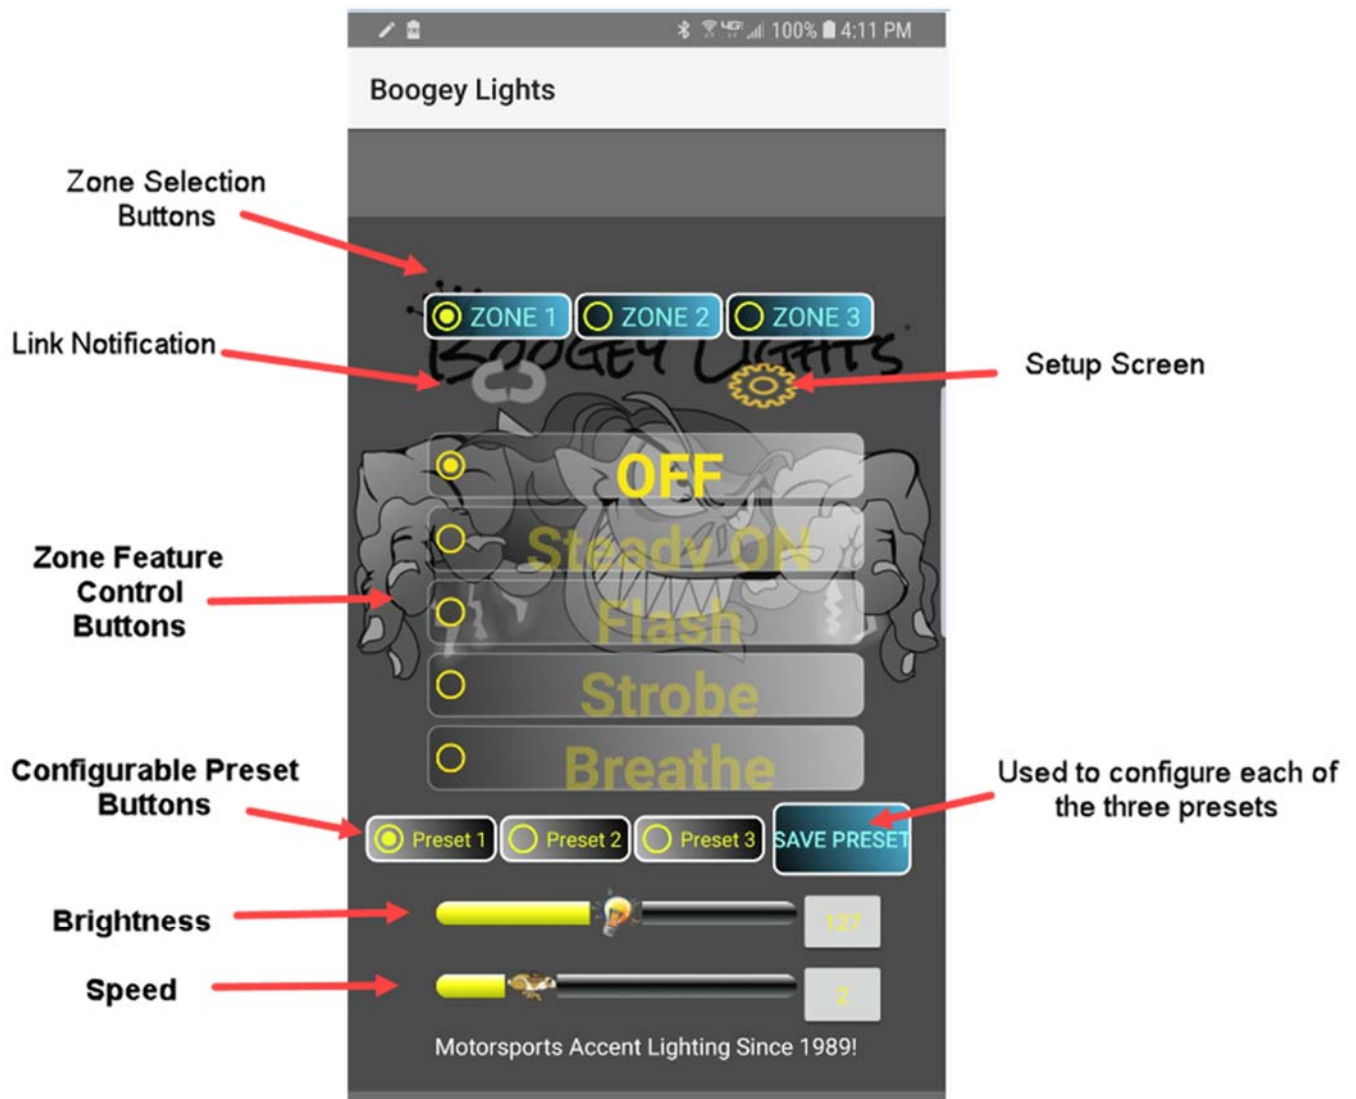 4G 100% 4:11 PM
Boogey Lights
Zone Selection
Buttons
ZONE 1 ZONE 2 ZONE 3
BOOGEY LIGHTS
Link Notification
Setup Screen
OFF
Steady ON
Flash
Strobe
Breathe
Zone Feature
Control
Buttons
Configurable Preset
Buttons
Used to configure each of
the three presets
Preset 1 Preset 2 Preset 3 SAVE PRESET
Brightness
127
Speed
2
Motorsports Accent Lighting Since 1989!